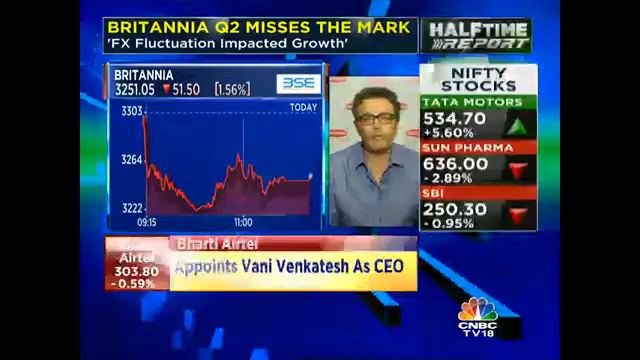 BRITANNIA Q2 MISSES THE MARK
'FX Fluctuation Impacted Growth'
HALFTIME
REPORT
BRITANNIA
3251.05 ▼ 51.50 [1.56%]
BSE
TODAY
3303
3264
3222
09:15 11:00
NIFTY
STOCKS
TATA MOTORS
534.70
+5.60%
SUN PHARMA
636.00
-2.89%
SBI
250.30
-0.95%
Airtel
303.80
-0.59%
Bharti Airtel
Appoints Vani Venkatesh As CEO
CNBC
TV18